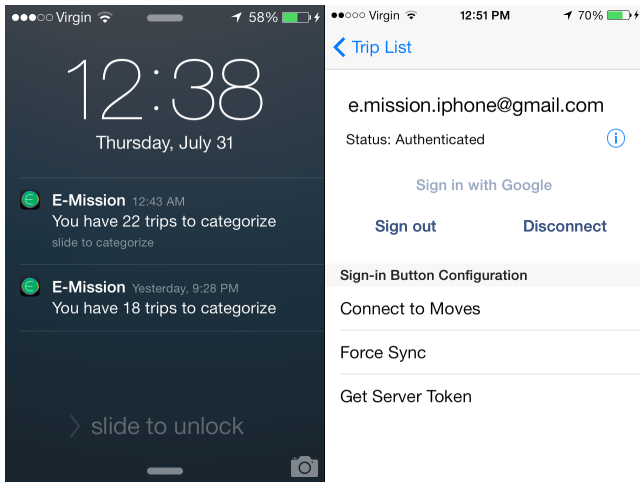 Virgin 58%
12:38
Thursday, July 31
E-Mission 12:43 AM
You have 22 trips to categorize
slide to categorize
E-Mission Yesterday, 9:28 PM
You have 18 trips to categorize
slide to unlock
Virgin 12:51 PM 70%
Trip List
e.mission.iphone@gmail.com
Status: Authenticated
Sign in with Google
Sign out Disconnect
Sign-in Button Configuration
Connect to Moves
Force Sync
Get Server Token